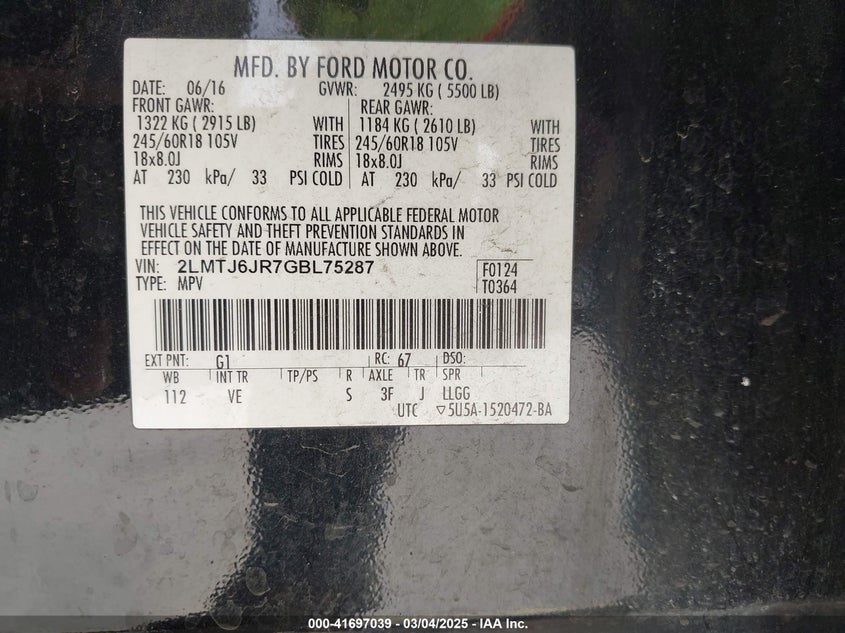 MFD. BY FORD MOTOR CO.
DATE: 06/16 GVWR: 2495 KG ( 5500 LB)
FRONT GAWR: REAR GAWR:
1322 KG ( 2915 LB) WITH 1184 KG ( 2610 LB) WITH
245/60R18 105V TIRES 245/60R18 105V TIRES
18x8.0J RIMS 18x8.0J RIMS
AT 230 kPa/ 33 PSI COLD AT 230 kPa/ 33 PSI COLD
THIS VEHICLE CONFORMS TO ALL APPLICABLE FEDERAL MOTOR
VEHICLE SAFETY AND THEFT PREVENTION STANDARDS IN
EFFECT ON THE DATE OF MANUFACTURE SHOWN ABOVE.
VIN: 2LMTJ6JR7GBL75287 F0124
TYPE: MPV T0364
EXT PNT: G1 RC: 67 DSO:
WB INT TR TP/PS R AXLE TR SPR
112 VE S 3F J LLGG
UTC ▽5U5A-1520472-BA
000-41697039 - 03/04/2025 - IAA Inc.